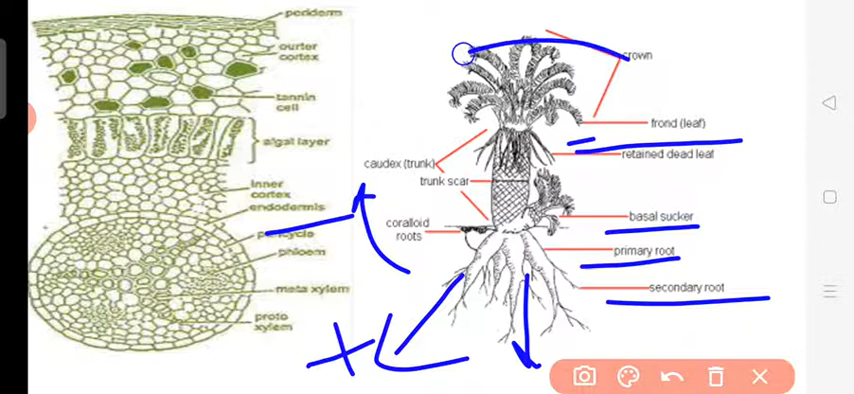 periderm
ourter
cortex
tannin
cell
algal layer
inner
cortex
endodermis
pericycle
phloem
meta xylem
proto
xylem
crown
frond (leaf)
retained dead leaf
caudex (trunk)
trunk scar
basal sucker
coralloid
roots
primary root
secondary root